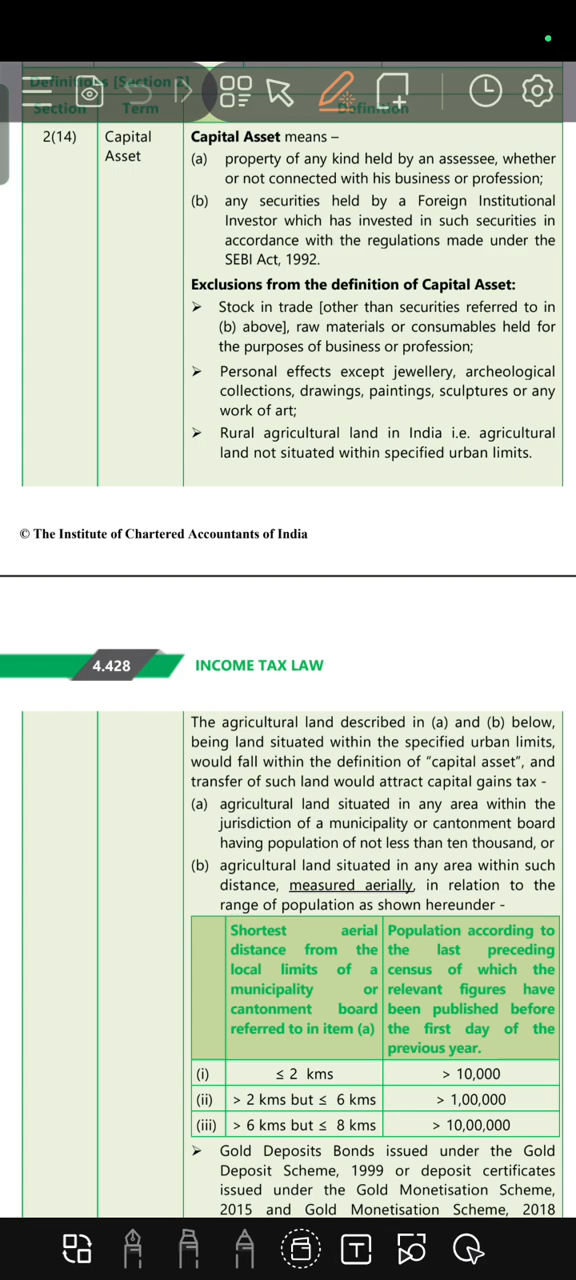 Definitions [Section 2]
Section Term Definition
2(14) Capital Asset means –
Capital
Asset
(a) property of any kind held by an assessee, whether
or not connected with his business or profession;
(b) any securities held by a Foreign Institutional
Investor which has invested in such securities in
accordance with the regulations made under the
SEBI Act, 1992.
Exclusions from the definition of Capital Asset:
➢ Stock in trade [other than securities referred to in
(b) above], raw materials or consumables held for
the purposes of business or profession;
➢ Personal effects except jewellery, archeological
collections, drawings, paintings, sculptures or any
work of art;
➢ Rural agricultural land in India i.e. agricultural
land not situated within specified urban limits.
© The Institute of Chartered Accountants of India
4.428 INCOME TAX LAW
The agricultural land described in (a) and (b) below,
being land situated within the specified urban limits,
would fall within the definition of “capital asset”, and
transfer of such land would attract capital gains tax -
(a) agricultural land situated in any area within the
jurisdiction of a municipality or cantonment board
having population of not less than ten thousand, or
(b) agricultural land situated in any area within such
distance, measured aerially, in relation to the
range of population as shown hereunder -
Shortest aerial
distance from the
local limits of a
municipality or
cantonment board
referred to in item (a)
Population according to
the last preceding
census of which the
relevant figures have
been published before
the first day of the
previous year.
(i) ≤ 2 kms > 10,000
(ii) > 2 kms but ≤ 6 kms > 1,00,000
(iii) > 6 kms but ≤ 8 kms > 10,00,000
➢ Gold Deposits Bonds issued under the Gold
Deposit Scheme, 1999 or deposit certificates
issued under the Gold Monetisation Scheme,
2015 and Gold Monetisation Scheme, 2018
T